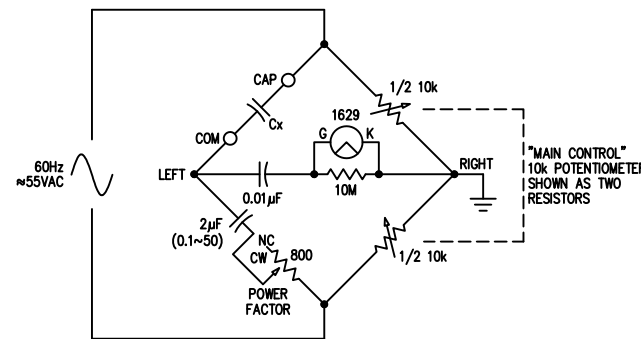 CAP
Cx
COM
1/2 10k
1629
G K
60Hz
≈55VAC
LEFT
0.01µF
10M
RIGHT
"MAIN CONTROL"
10k POTENTIOMETER
SHOWN AS TWO
RESISTORS
2µF
(0.1~50)
NC
CW
800
1/2 10k
POWER
FACTOR